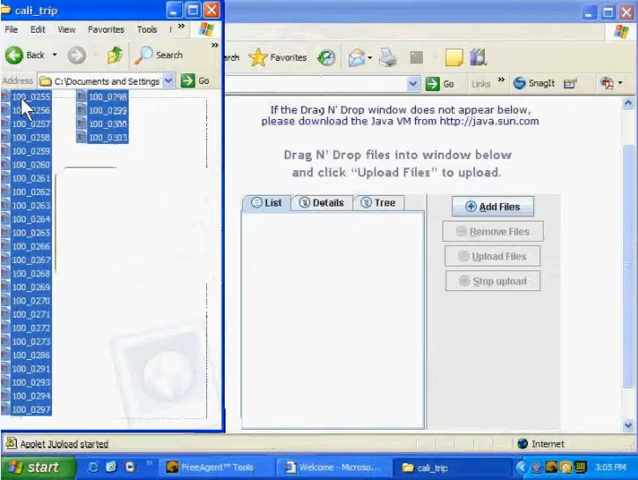 cali_trip
File Edit View Favorites Tools »
Back Search
Address C:\Documents and Settings Go
100_0255
100_0256
100_0257
100_0258
100_0259
100_0260
100_0261
100_0262
100_0263
100_0264
100_0265
100_0266
100_0267
100_0268
100_0269
100_0270
100_0271
100_0272
100_0273
100_0286
100_0291
100_0293
100_0294
100_0297
100_0298
100_0299
100_0300
100_0303
arch Favorites
Go Links » SnagIt
If the Drag N' Drop window does not appear below,
please download the Java VM from http://java.sun.com
Drag N' Drop files into window below
and click "Upload Files" to upload.
List Details Tree
Add Files
Remove Files
Upload Files
Stop upload
Applet JUpload started Internet
start FreeAgent™ Tools Welcome - Microso... cali_trip 3:05 PM